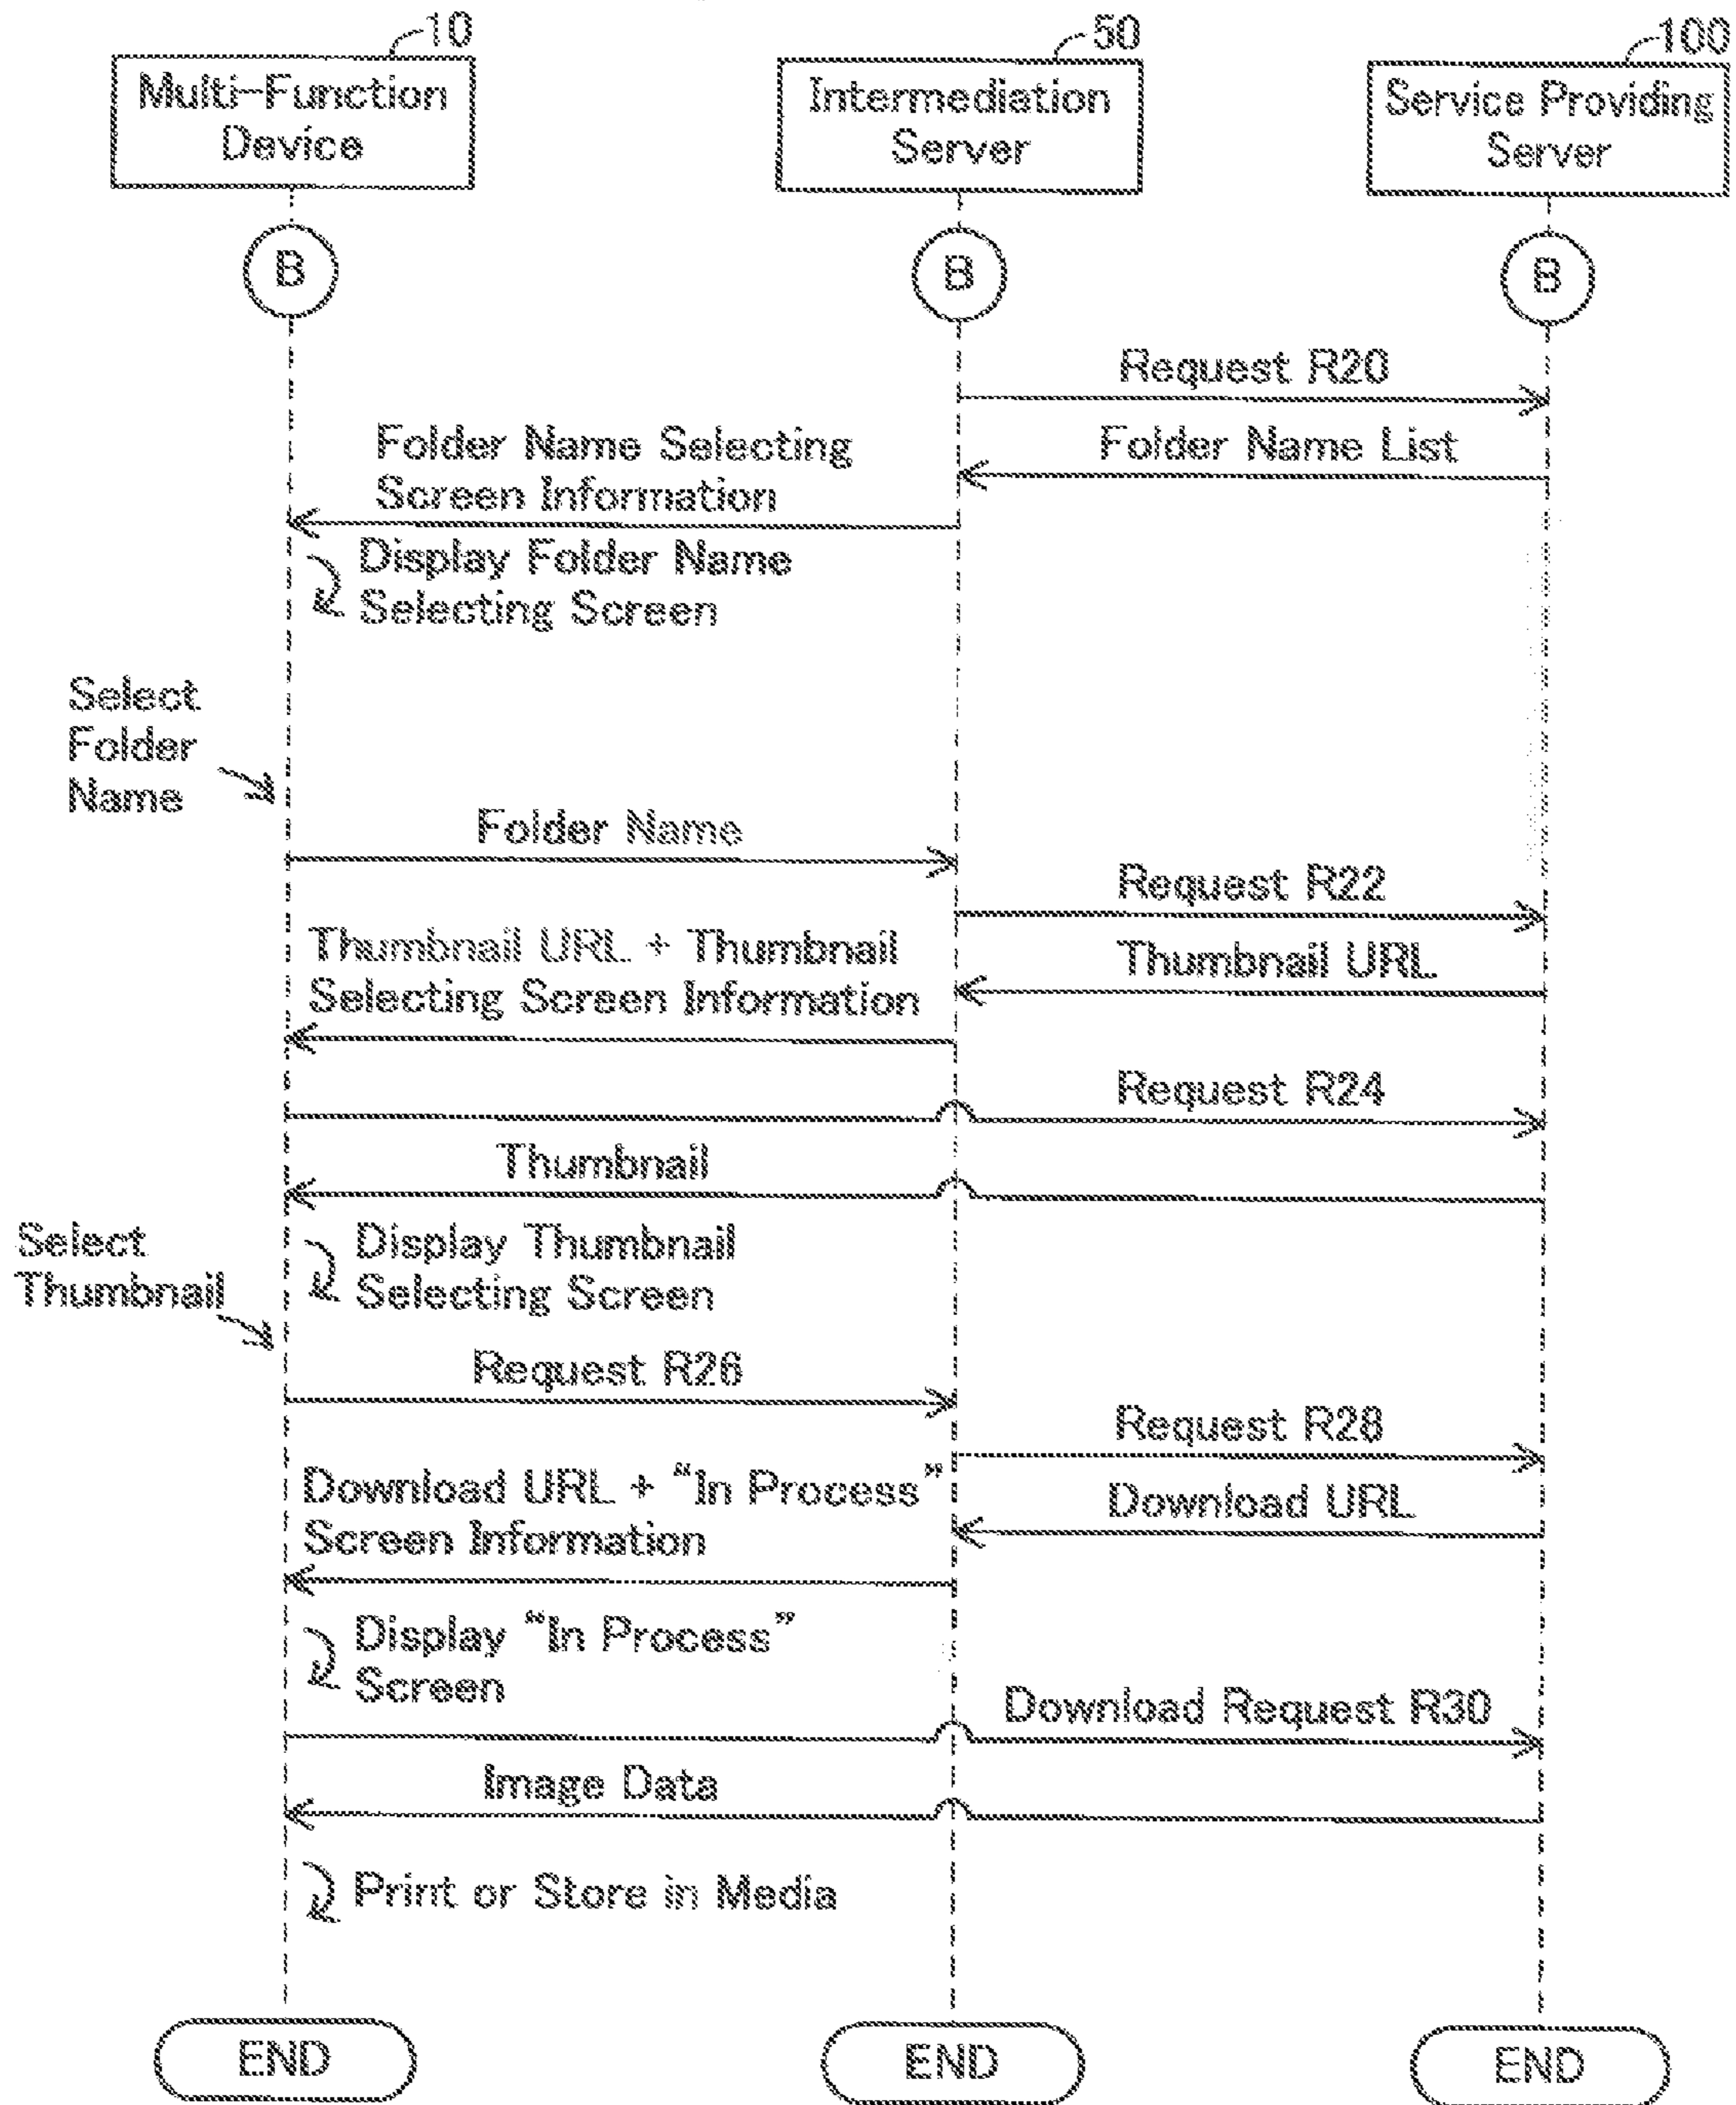 10
50
100
Multi-Function
Device
Intermediation
Server
Service Providing
Server
B
B
B
Request R20
Folder Name List
Folder Name Selecting
Screen Information
Display Folder Name
Selecting Screen
Select
Folder
Name
Folder Name
Request R22
Thumbnail URL
Thumbnail URL + Thumbnail
Selecting Screen Information
Request R24
Thumbnail
Display Thumbnail
Selecting Screen
Select
Thumbnail
Request R26
Request R28
Download URL
Download URL + "In Process"
Screen Information
Display "In Process"
Screen
Download Request R30
Image Data
Print or Store in Media
END
END
END